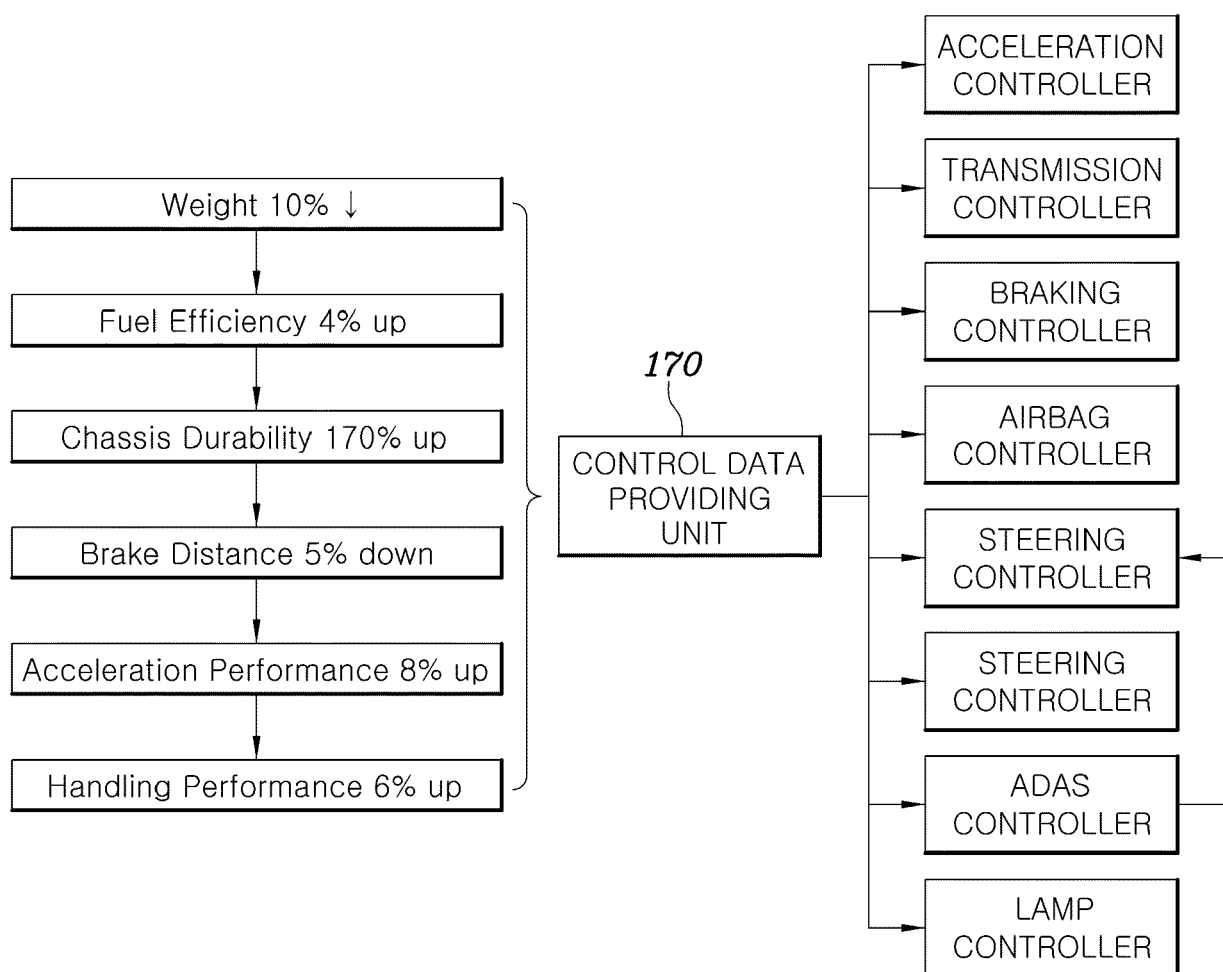 Weight 10% ↓
Fuel Efficiency 4% up
Chassis Durability 170% up
Brake Distance 5% down
Acceleration Performance 8% up
Handling Performance 6% up
170
CONTROL DATA
PROVIDING
UNIT
ACCELERATION
CONTROLLER
TRANSMISSION
CONTROLLER
BRAKING
CONTROLLER
AIRBAG
CONTROLLER
STEERING
CONTROLLER
STEERING
CONTROLLER
ADAS
CONTROLLER
LAMP
CONTROLLER